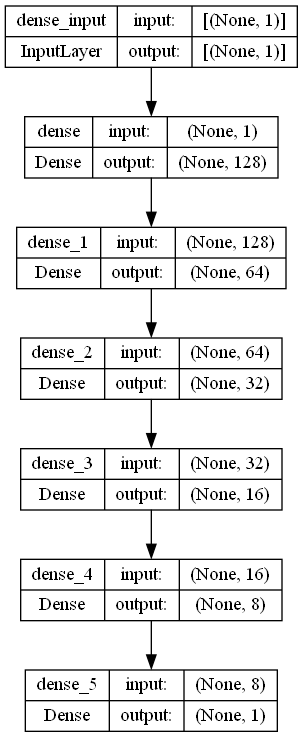 dense_input input: [(None, 1)]
InputLayer output: [(None, 1)]
dense input: (None, 1)
Dense output: (None, 128)
dense_1 input: (None, 128)
Dense output: (None, 64)
dense_2 input: (None, 64)
Dense output: (None, 32)
dense_3 input: (None, 32)
Dense output: (None, 16)
dense_4 input: (None, 16)
Dense output: (None, 8)
dense_5 input: (None, 8)
Dense output: (None, 1)